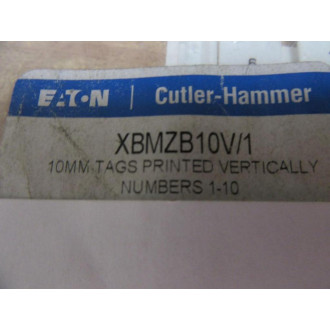 EATON | Cutler-Hammer
XBMZB10V/1
10MM TAGS PRINTED VERTICALLY
NUMBERS 1-10